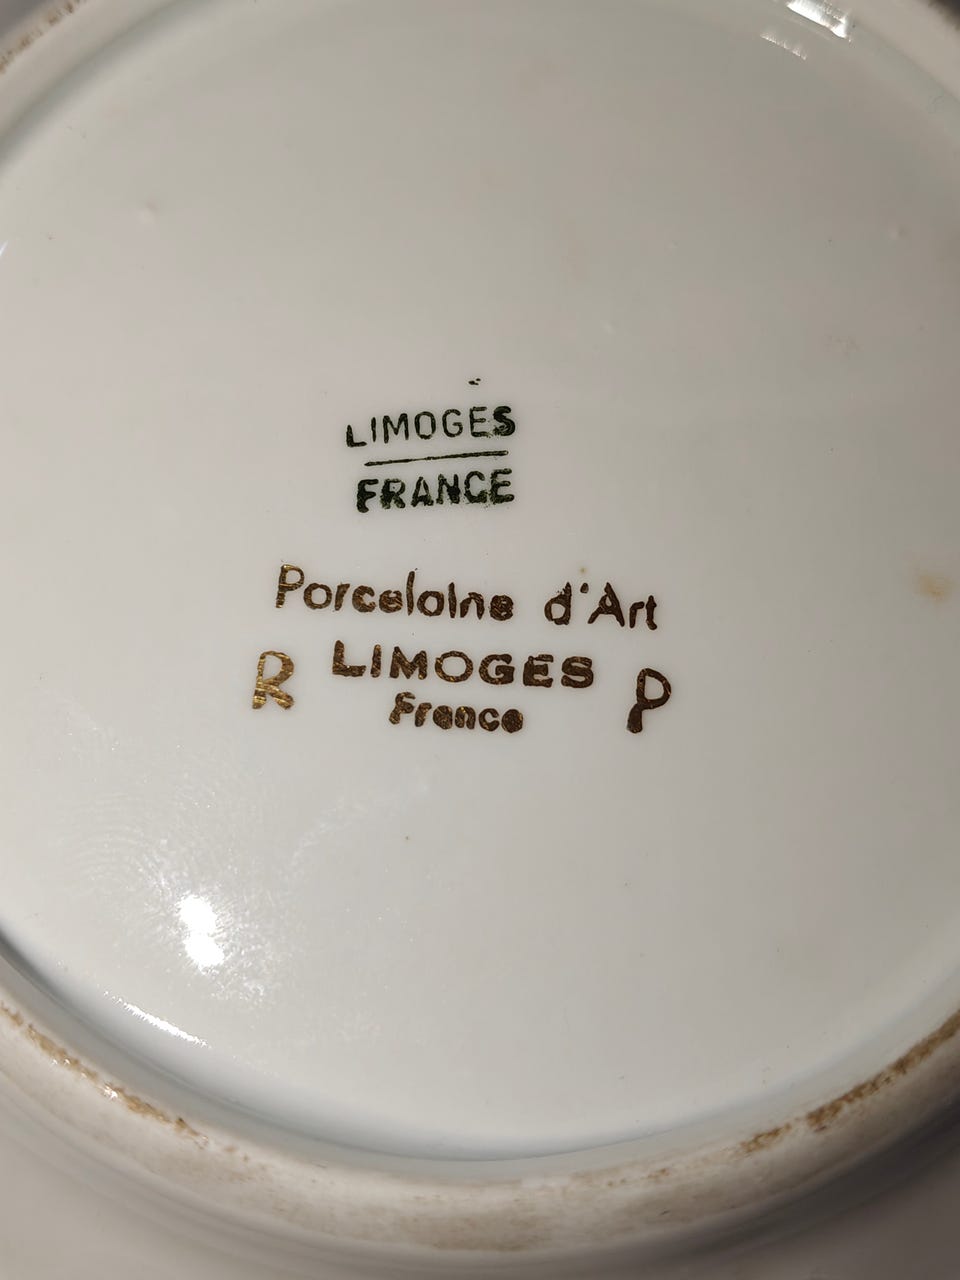 LIMOGES
FRANCE
Porcelaine d'Art
R LIMOGES P
France